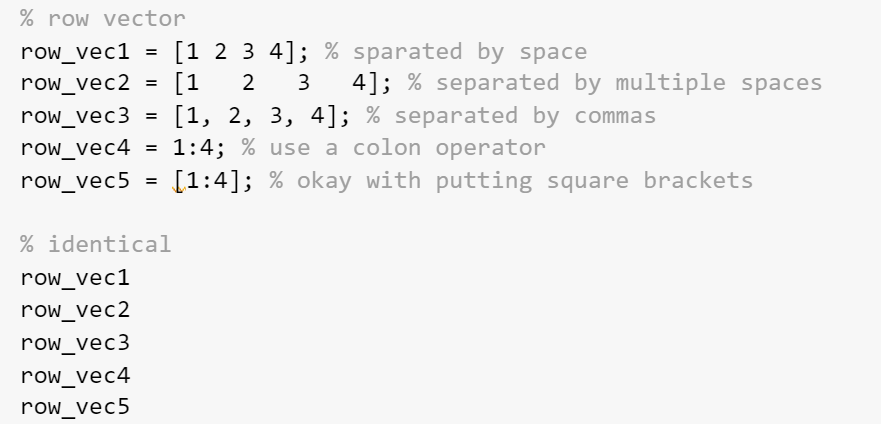 % row vector
row_vec1 = [1 2 3 4]; % sparated by space
row_vec2 = [1   2   3   4]; % separated by multiple spaces
row_vec3 = [1, 2, 3, 4]; % separated by commas
row_vec4 = 1:4; % use a colon operator
row_vec5 = [1:4]; % okay with putting square brackets
% identical
row_vec1
row_vec2
row_vec3
row_vec4
row_vec5